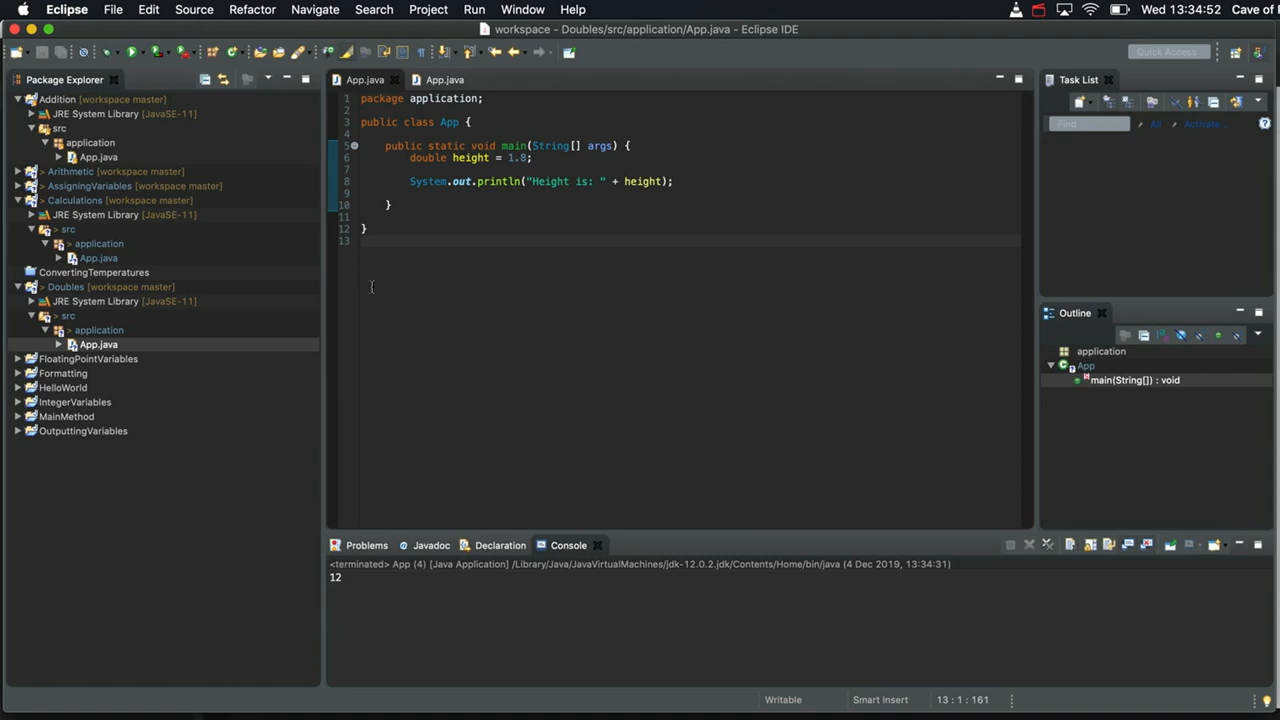 Eclipse File Edit Source Refactor Navigate Search Project Run Window Help Wed 13:34:52 Cave of
workspace - Doubles/src/application/App.java - Eclipse IDE
Quick Access
Package Explorer
Addition [workspace master]
JRE System Library [JavaSE-11]
src
application
App.java
> Arithmetic [workspace master]
> AssigningVariables [workspace master]
> Calculations [workspace master]
JRE System Library [JavaSE-11]
> src
> application
App.java
ConvertingTemperatures
> Doubles [workspace master]
JRE System Library [JavaSE-11]
> src
> application
App.java
FloatingPointVariables
Formatting
HelloWorld
IntegerVariables
MainMethod
OutputtingVariables
App.java App.java
1 package application;
2
3 public class App {
4
5 public static void main(String[] args) {
6 double height = 1.8;
7
8 System.out.println("Height is: " + height);
9
10 }
11
12 }
13
Task List
Find All Activate...
Outline
application
App
main(String[]) : void
Problems Javadoc Declaration Console
<terminated> App (4) [Java Application] /Library/Java/JavaVirtualMachines/jdk-12.0.2.jdk/Contents/Home/bin/java (4 Dec 2019, 13:34:31)
12
Writable Smart Insert 13 : 1 : 161